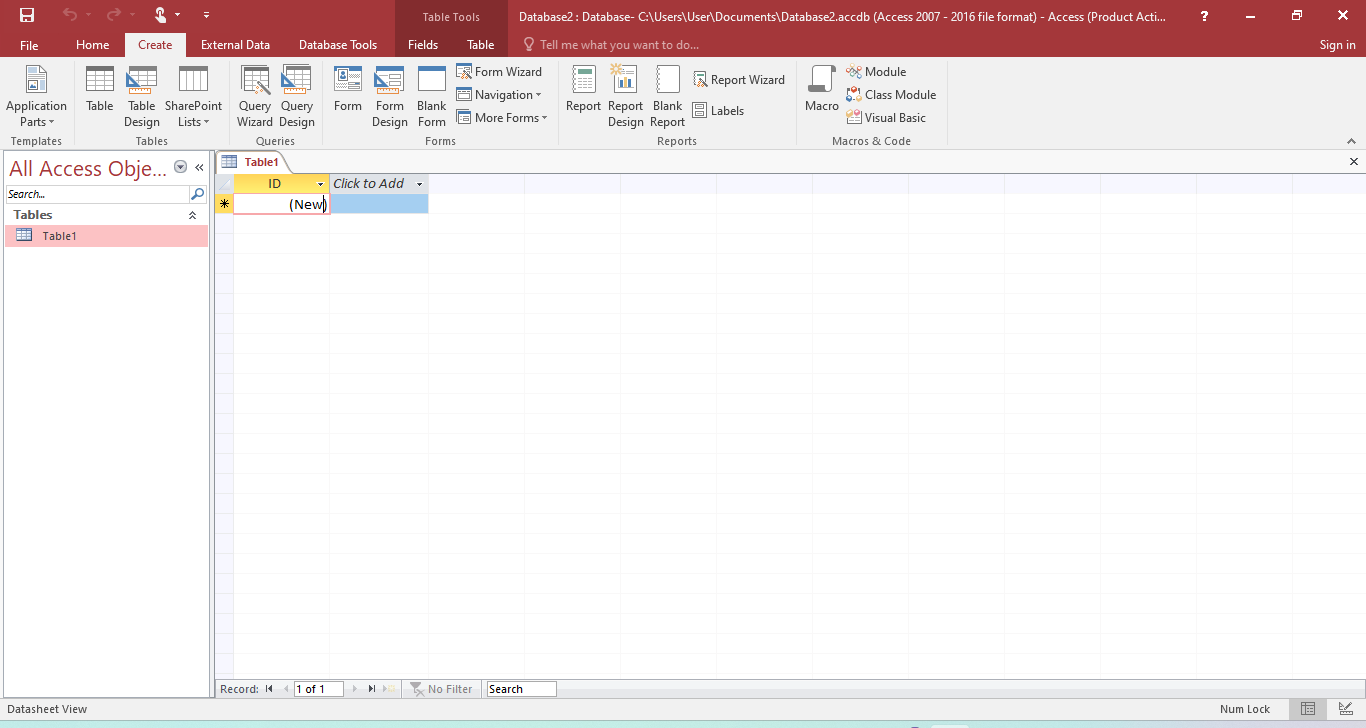 Table Tools
Database2 : Database- C:\Users\User\Documents\Database2.accdb (Access 2007 - 2016 file format) - Access (Product Acti...
?
File
Home
Create
External Data
Database Tools
Fields
Table
Tell me what you want to do...
Sign in
Application Parts
Table
Table Design
SharePoint Lists
Query Wizard
Query Design
Form
Form Design
Blank Form
Form Wizard
Navigation
More Forms
Report
Report Design
Blank Report
Report Wizard
Labels
Macro
Module
Class Module
Visual Basic
Templates
Tables
Queries
Forms
Reports
Macros & Code
All Access Obje...
Search...
Tables
Table1
Table1
ID
Click to Add
(New)
Record:
1 of 1
No Filter
Search
Datasheet View
Num Lock